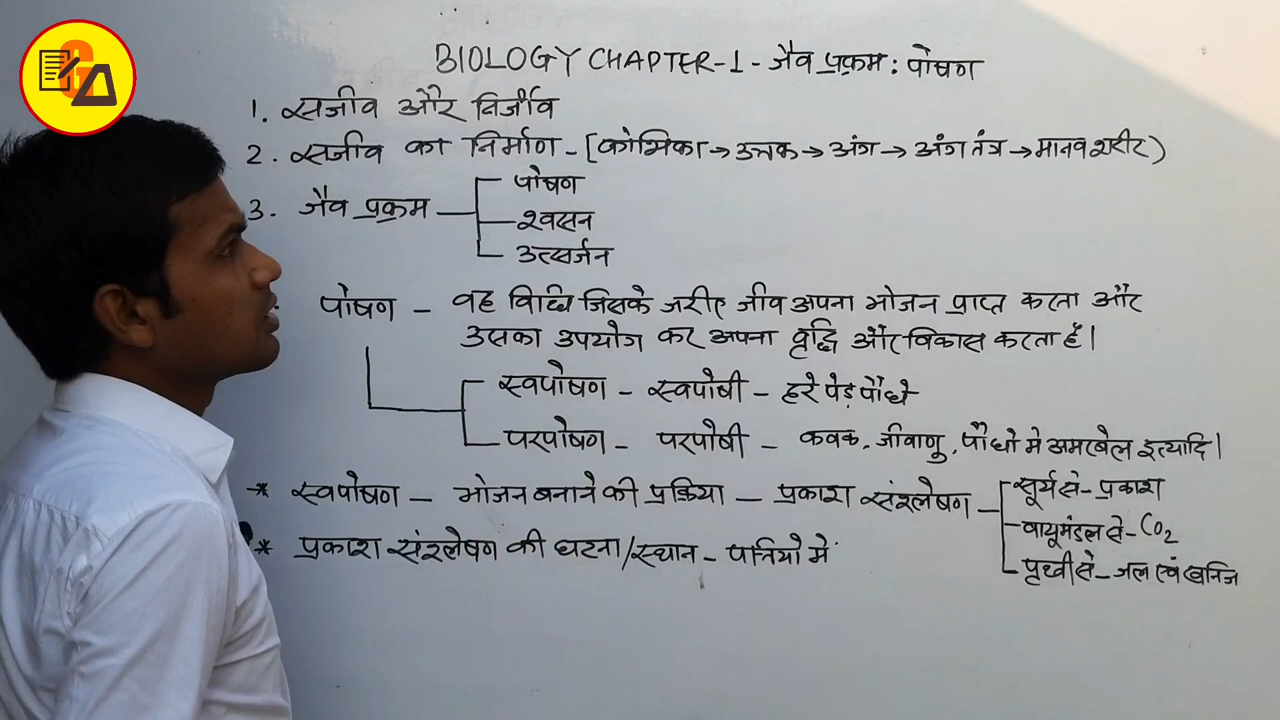 BIOLOGY CHAPTER-1 - जैव प्रक्रम : पोषण
1. सजीव और निर्जीव
2. सजीव का निर्माण - [कोशिका → उत्तक → अंग → अंग तंत्र → मानव शरीर)
3. जैव प्रक्रम
पोषण
श्वसन
उत्सर्जन
पोषण - वह विधि जिसके जरीए जीव अपना भोजन प्राप्त करता और
उसका उपयोग कर अपना वृद्धि और विकास करता है।
स्वपोषण - स्वपोषी - हरे पेड़ पौधे
परपोषण - परपोषी - कवक, जीवाणु, पौधो मे अमरबेल इत्यादि।
* स्वपोषण - भोजन बनाने की प्रक्रिया - प्रकाश संश्लेषण
सूर्य से - प्रकाश
वायूमंडल से - CO2
पृथ्वी से - जल एवं खनिज
* प्रकाश संश्लेषण की घटना/स्थान - पत्तियो में